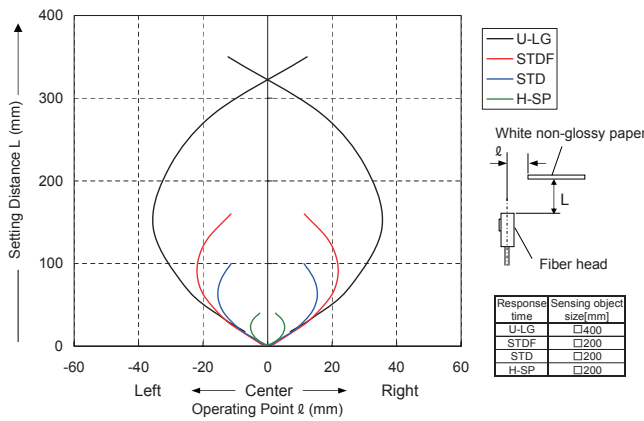 Setting Distance L (mm)
400
300
200
100
0
-60 -40 -20 0 20 40 60
Left Center Right
Operating Point ℓ (mm)
U-LG
STDF
STD
H-SP
White non-glossy paper
ℓ
L
Fiber head
Response time Sensing object size[mm]
U-LG □400
STDF □200
STD □200
H-SP □200